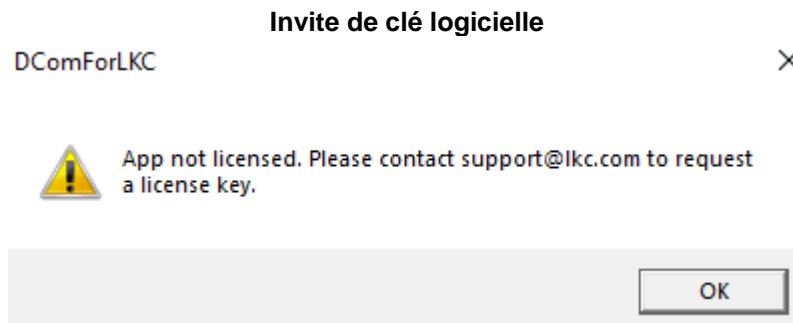 Invite de clé logicielle
DComForLKC
App not licensed. Please contact support@lkc.com to request
a license key.
OK